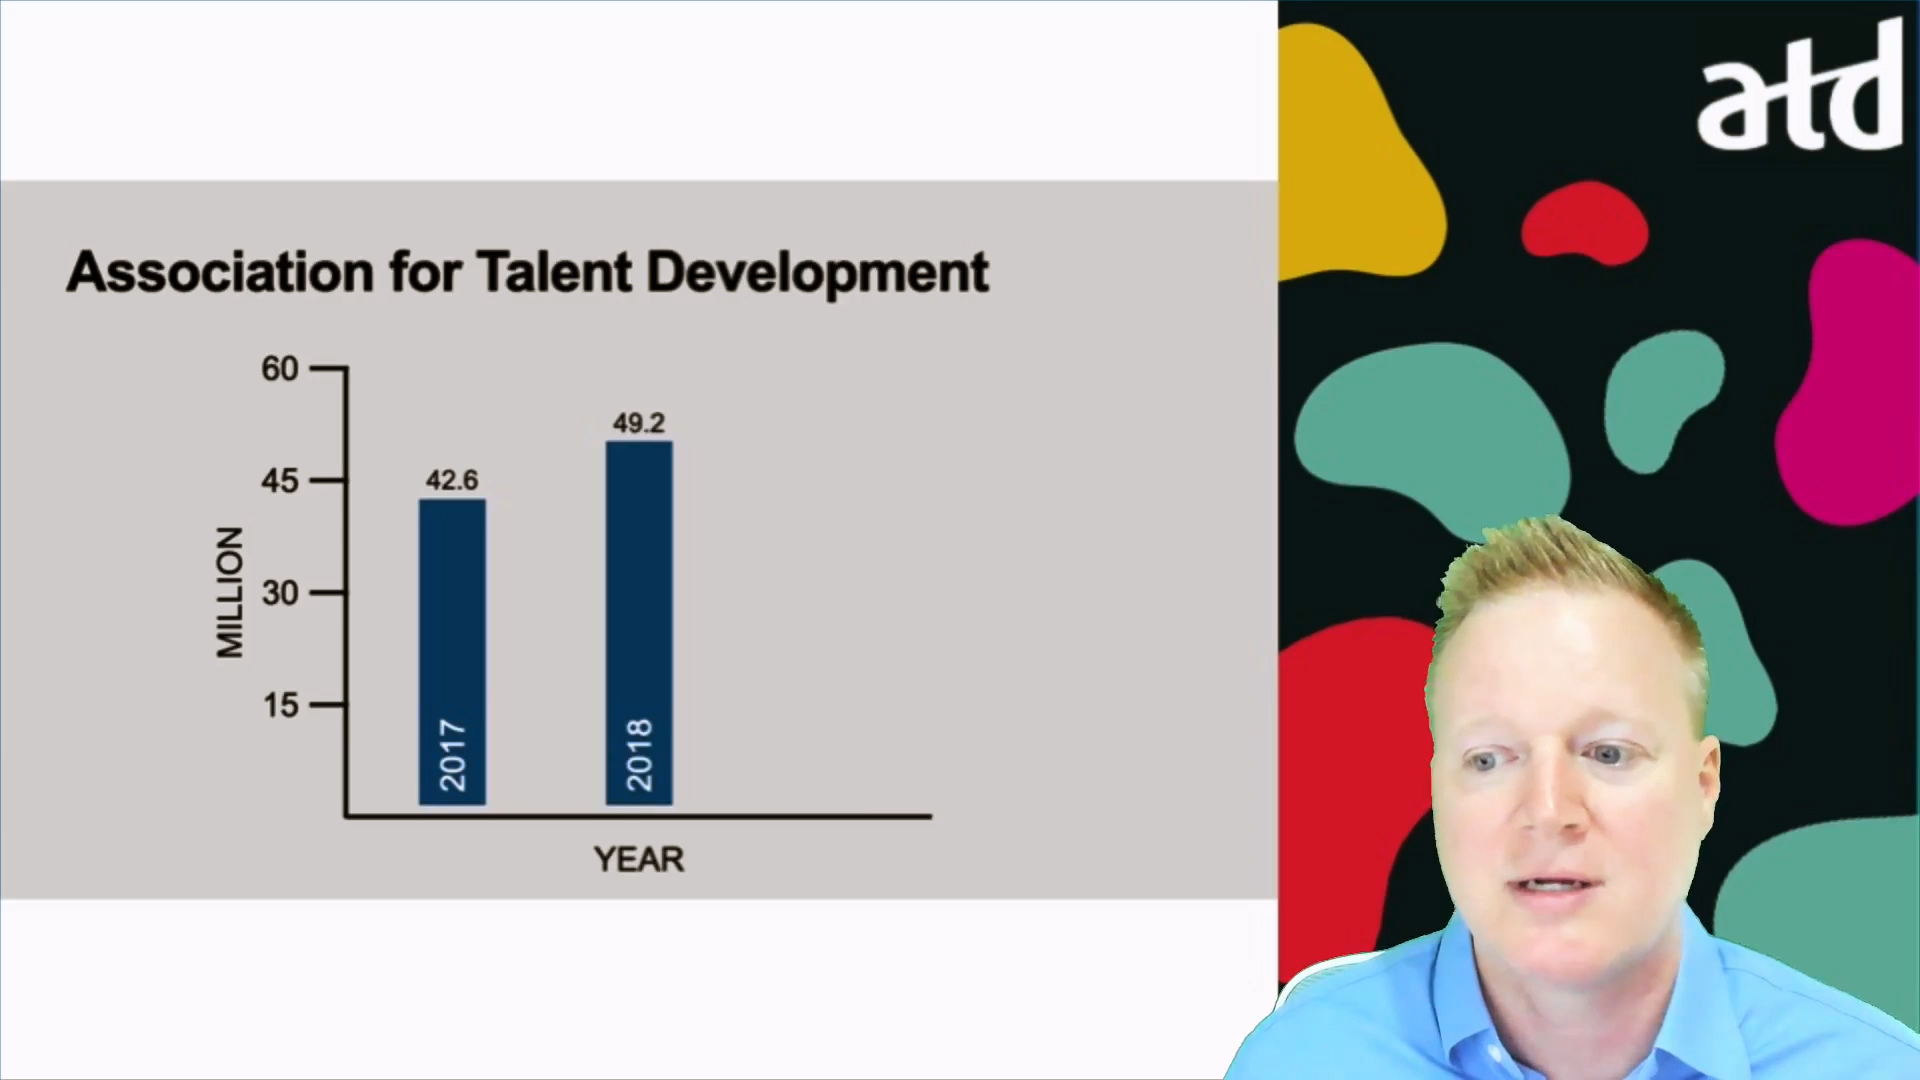 atd
Association for Talent Development
60
49.2
45
42.6
MILLION
30
15
2017
2018
YEAR